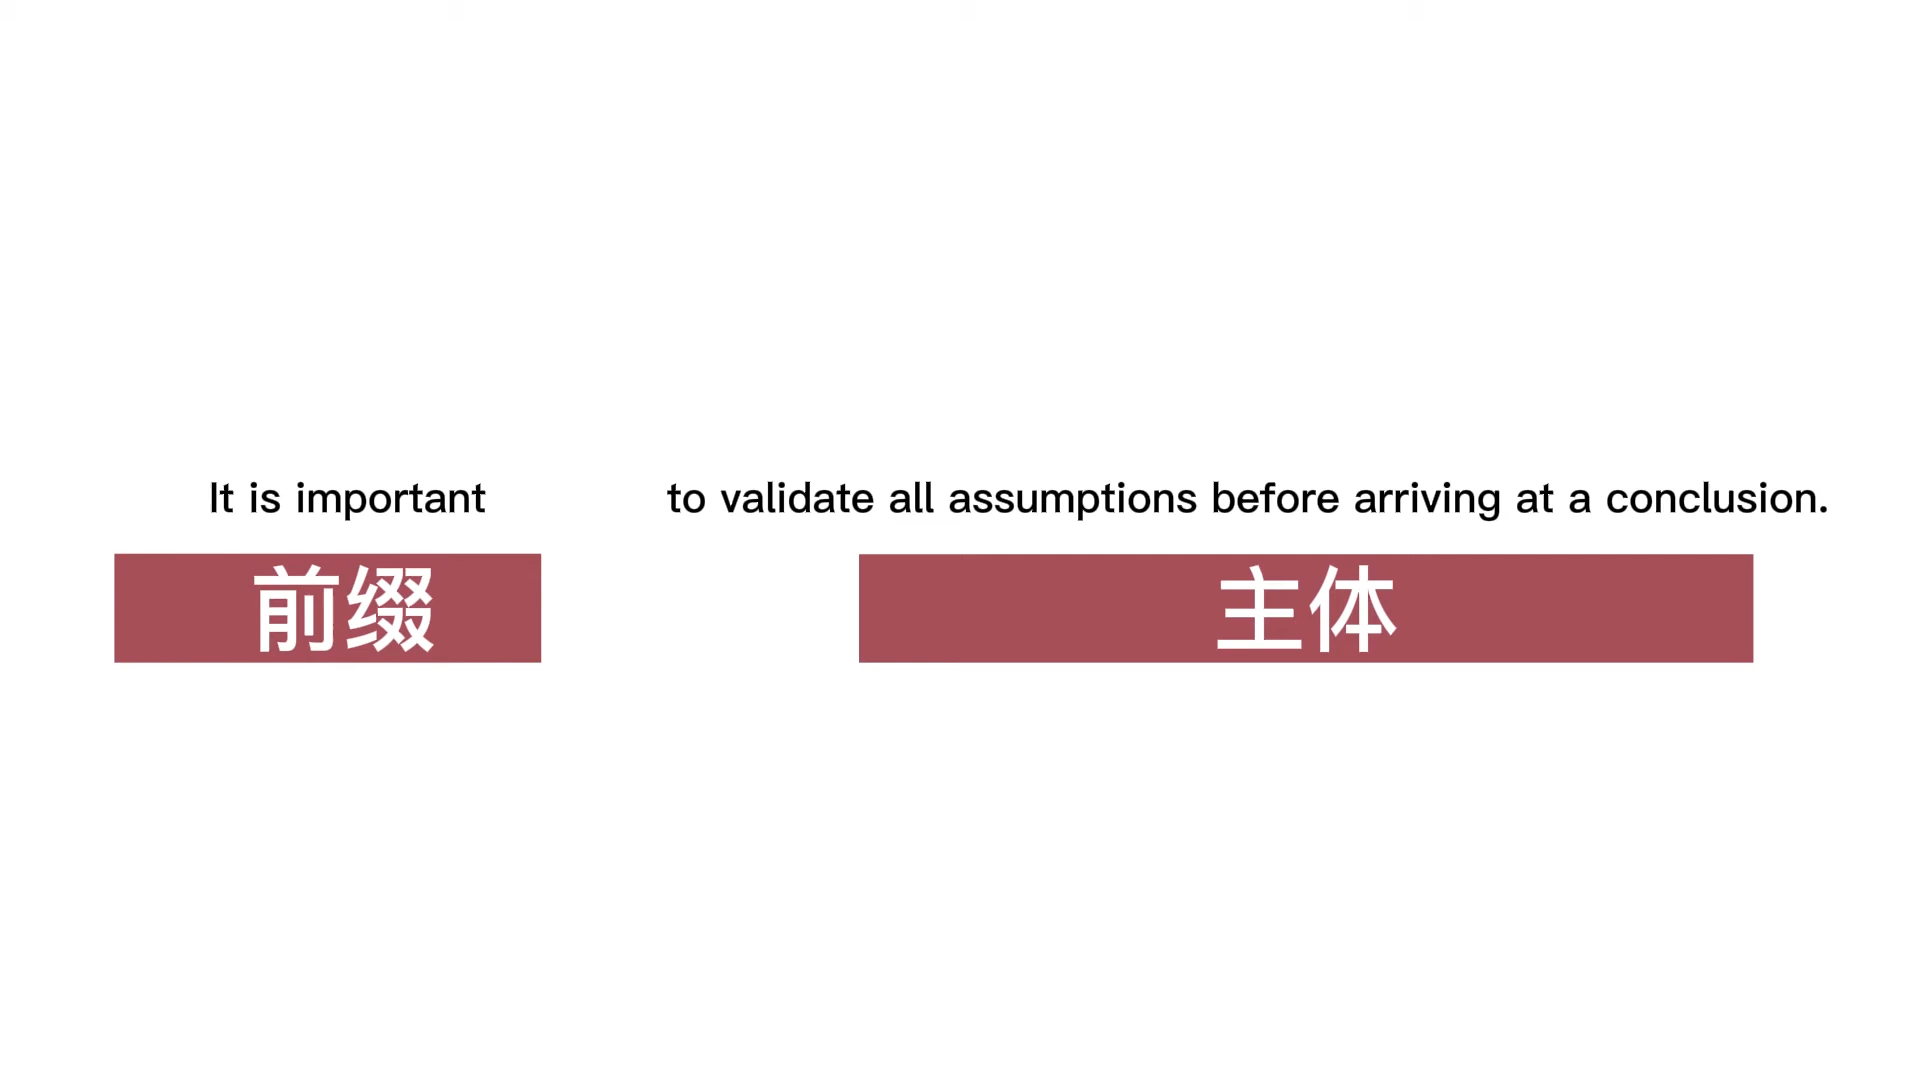 It is important to validate all assumptions before arriving at a conclusion.
前缀 主体